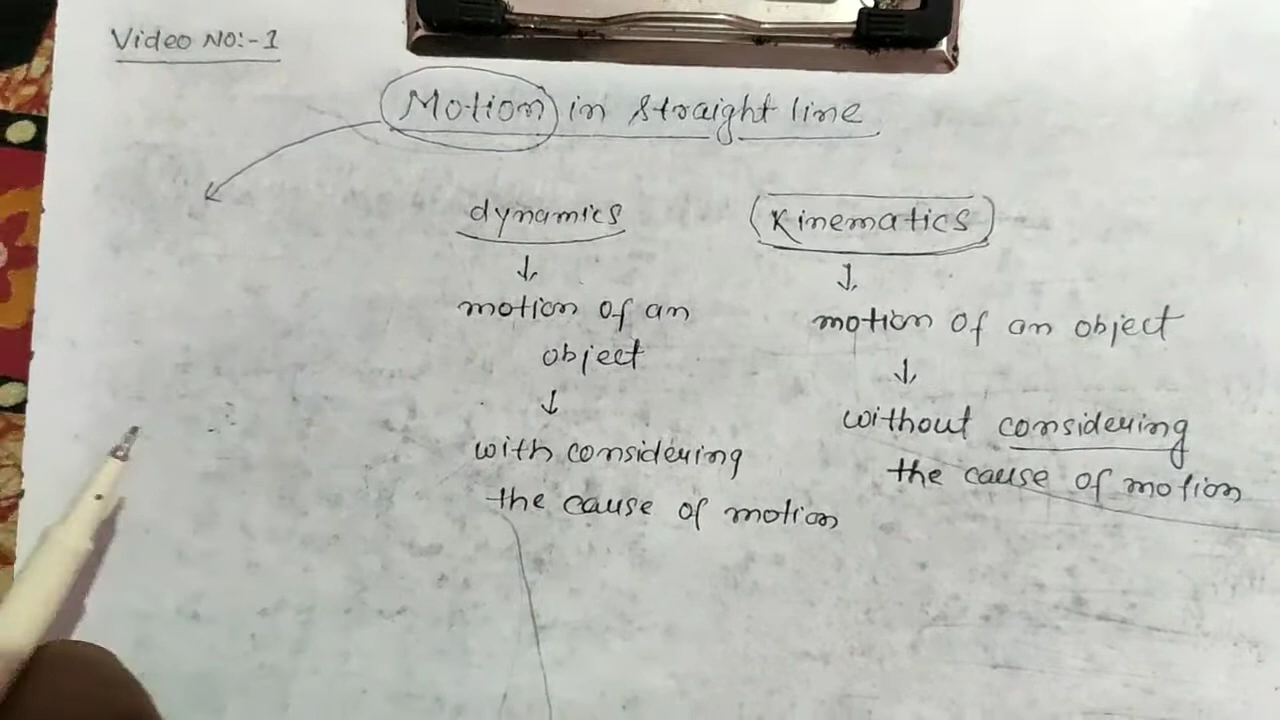 Video NO:-1
Motion in straight line
dynamics
motion of an
object
with considering
the cause of motion
Kinematics
motion of an object
without considering
the cause of motion